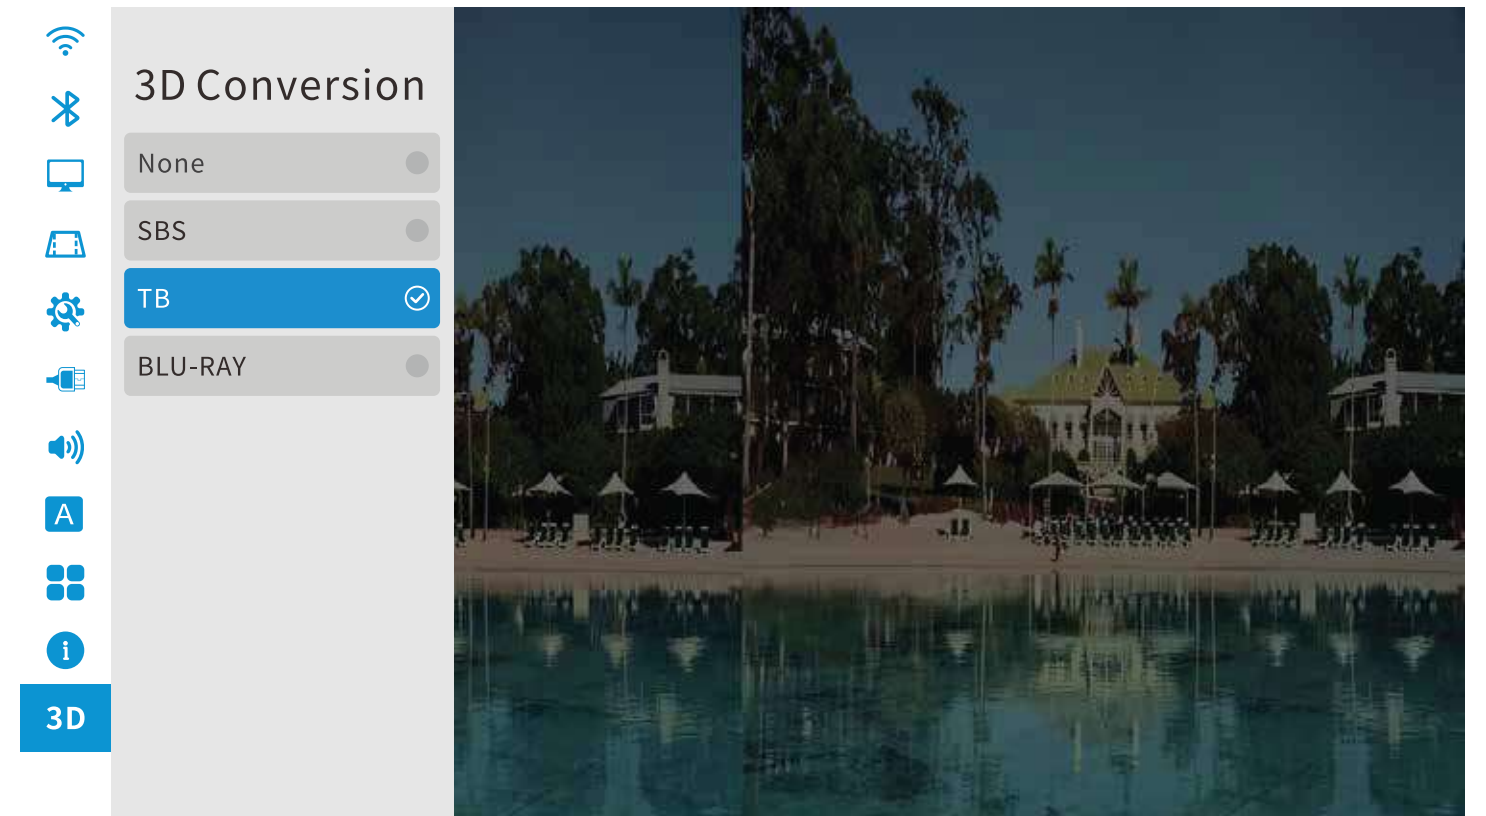 3D Conversion
None
SBS
TB
BLU-RAY
A
i
3D